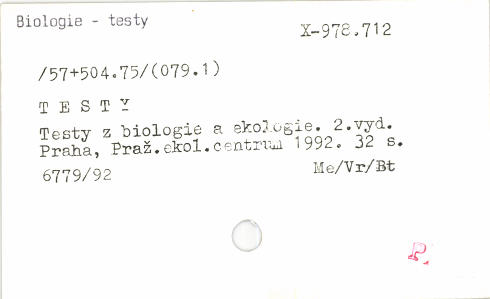 Biologie - testy
X-978.712
/57+504.75/(079.1)
T E S T Y
Testy z biologie a ekologie. 2.vyd.
Praha, Praž.ekol.centrum 1992. 32 s.
6779/92
Me/Vr/Bt
P.